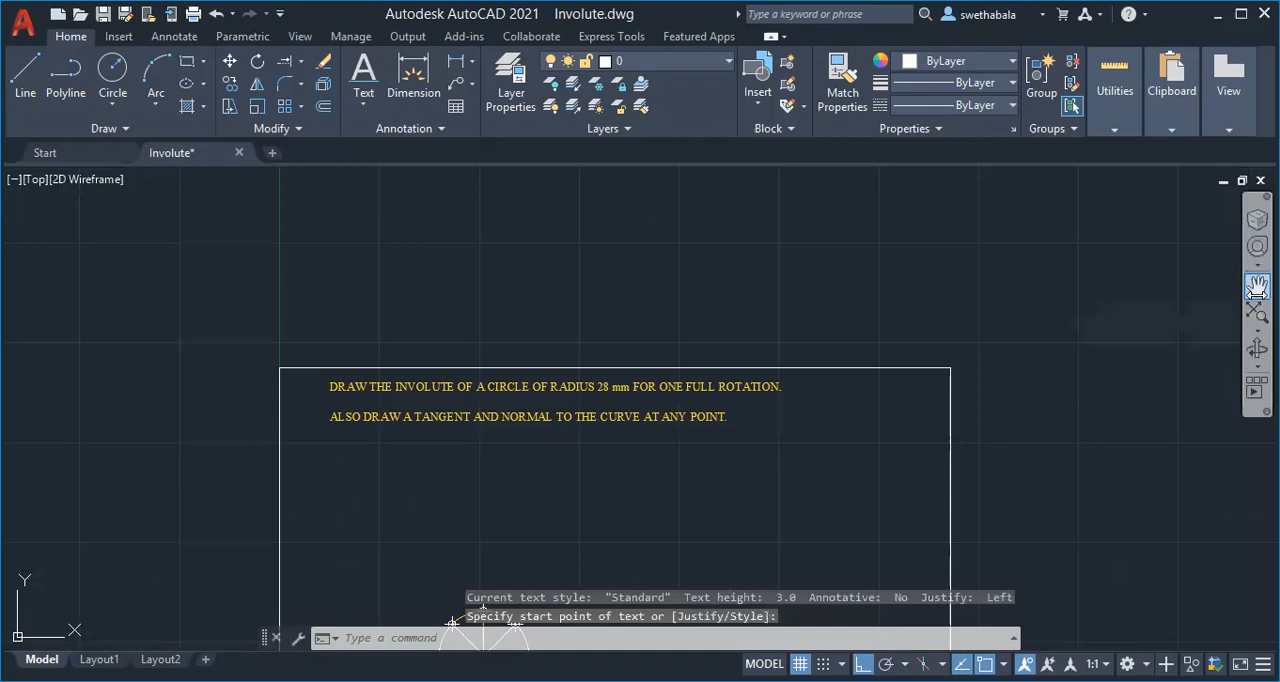 Autodesk AutoCAD 2021 Involute.dwg
Type a keyword or phrase
swethabala
Home Insert Annotate Parametric View Manage Output Add-ins Collaborate Express Tools Featured Apps
Line Polyline Circle Arc
Text Dimension
Layer Properties
0
Insert
Match Properties
ByLayer
ByLayer
ByLayer
Group
Utilities
Clipboard
View
Draw Modify Annotation Layers Block Properties Groups
Start Involute*
[−][Top][2D Wireframe]
DRAW THE INVOLUTE OF A CIRCLE OF RADIUS 28 mm FOR ONE FULL ROTATION.
ALSO DRAW A TANGENT AND NORMAL TO THE CURVE AT ANY POINT.
Y
X
Current text style: "Standard" Text height: 3.0 Annotative: No Justify: Left
Specify start point of text or [Justify/Style]:
Type a command
Model Layout1 Layout2 +
MODEL 1:1